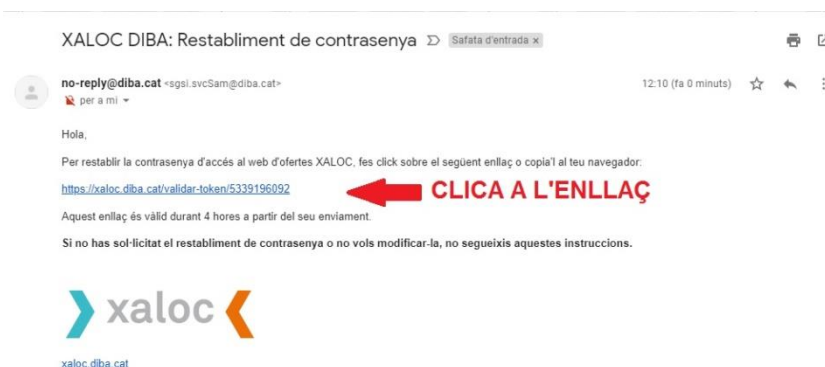 XALOC DIBA: Restabliment de contrasenya Safata d'entrada x
no-reply@diba.cat <sgsi.svcSam@diba.cat> 12:10 (fa 0 minuts)
per a mi
Hola,
Per restablir la contrasenya d'accés al web d'ofertes XALOC, fes click sobre el següent enllaç o copia'l al teu navegador:
https://xaloc.diba.cat/validar-token/5339196092 CLICA A L'ENLLAÇ
Aquest enllaç és vàlid durant 4 hores a partir del seu enviament.
Si no has sol·licitat el restabliment de contrasenya o no vols modificar-la, no segueixis aquestes instruccions.
xaloc
xaloc.diba.cat